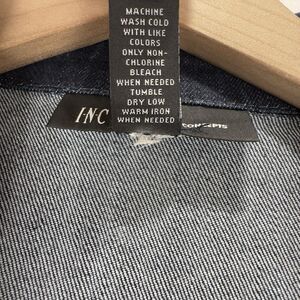 MACHINE
WASH COLD
WITH LIKE
COLORS
ONLY NON-
CHLORINE
BLEACH
WHEN NEEDED
TUMBLE
DRY LOW
WARM IRON
WHEN NEEDED
I·N·C
CONCEPTS